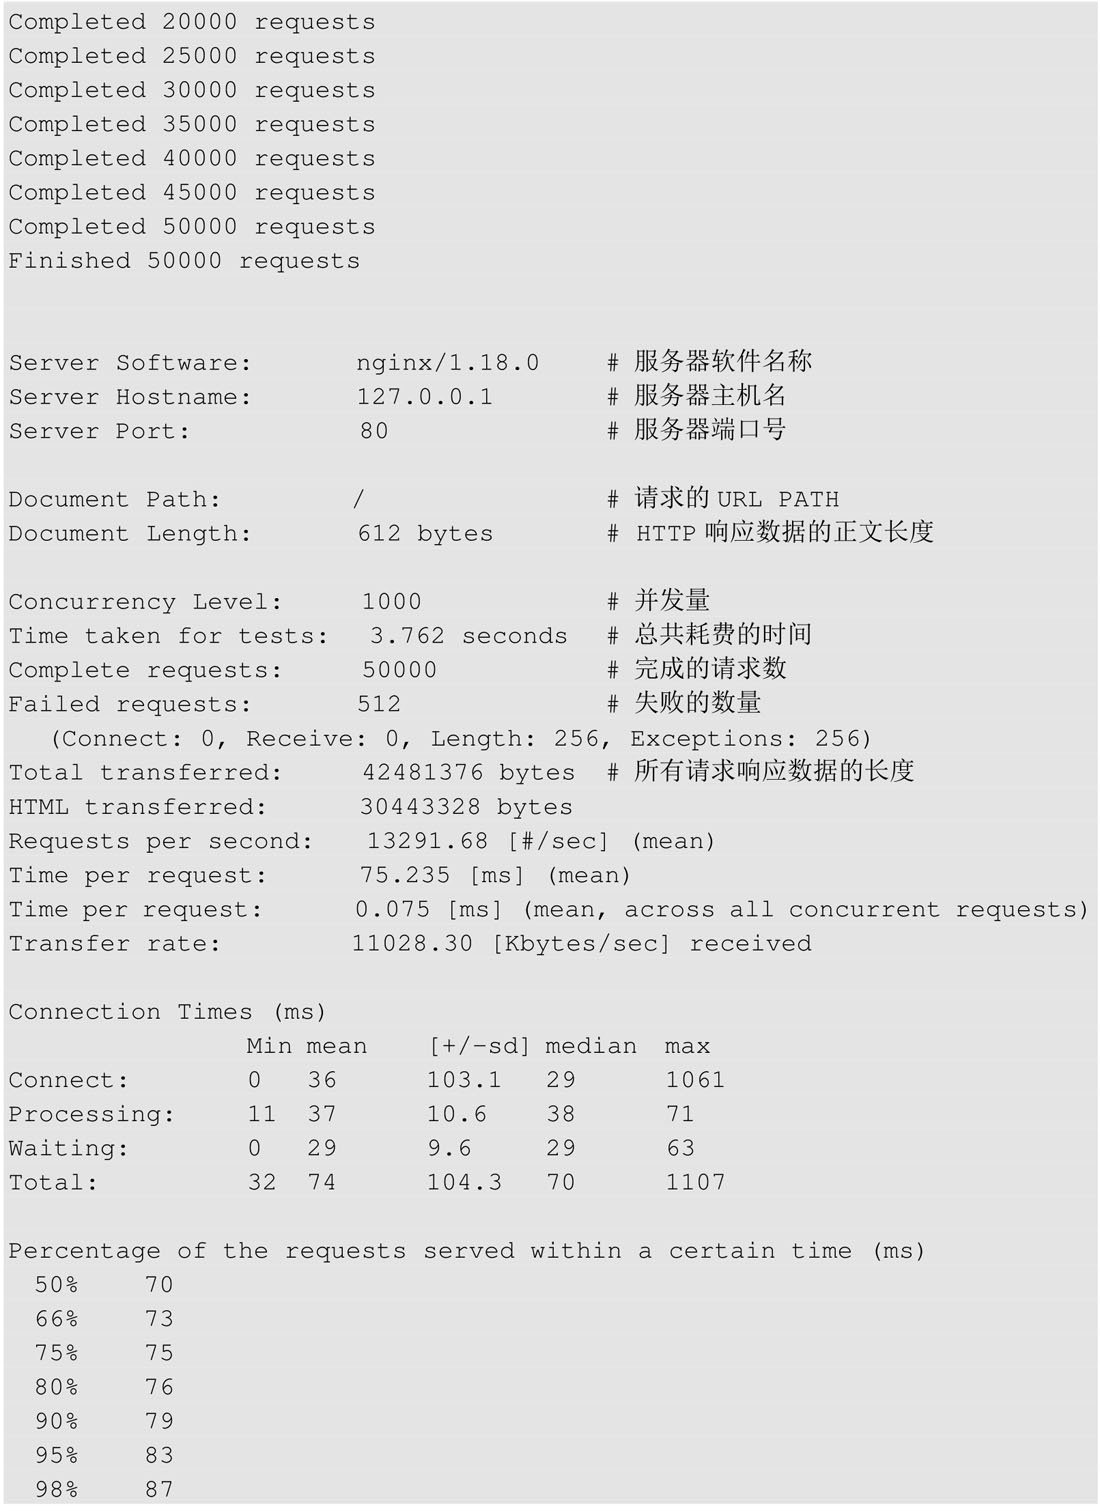 Completed 20000 requests
Completed 25000 requests
Completed 30000 requests
Completed 35000 requests
Completed 40000 requests
Completed 45000 requests
Completed 50000 requests
Finished 50000 requests
Server Software: nginx/1.18.0 # 服务器软件名称
Server Hostname: 127.0.0.1 # 服务器主机名
Server Port: 80 # 服务器端口号
Document Path: / # 请求的 URL PATH
Document Length: 612 bytes # HTTP 响应数据的正文长度
Concurrency Level: 1000 # 并发量
Time taken for tests: 3.762 seconds # 总共耗费的时间
Complete requests: 50000 # 完成的请求数
Failed requests: 512 # 失败的数量
(Connect: 0, Receive: 0, Length: 256, Exceptions: 256)
Total transferred: 42481376 bytes # 所有请求响应数据的长度
HTML transferred: 30443328 bytes
Requests per second: 13291.68 [#/sec] (mean)
Time per request: 75.235 [ms] (mean)
Time per request: 0.075 [ms] (mean, across all concurrent requests)
Transfer rate: 11028.30 [Kbytes/sec] received
Connection Times (ms)
Min mean [+/-sd] median max
Connect: 0 36 103.1 29 1061
Processing: 11 37 10.6 38 71
Waiting: 0 29 9.6 29 63
Total: 32 74 104.3 70 1107
Percentage of the requests served within a certain time (ms)
50% 70
66% 73
75% 75
80% 76
90% 79
95% 83
98% 87